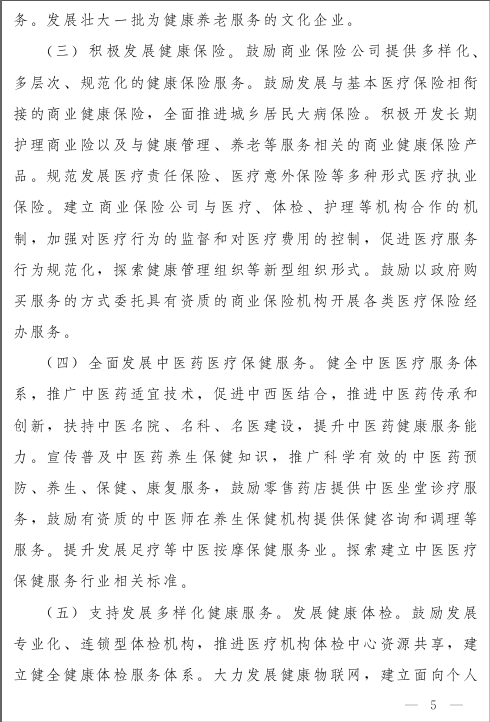 务。发展壮大一批为健康养老服务的文化企业。
（三）积极发展健康保险。鼓励商业保险公司提供多样化、
多层次、规范化的健康保险服务。鼓励发展与基本医疗保险相衔
接的商业健康保险，全面推进城乡居民大病保险。积极开发长期
护理商业险以及与健康管理、养老等服务相关的商业健康保险产
品。规范发展医疗责任保险、医疗意外保险等多种形式医疗执业
保险。建立商业保险公司与医疗、体检、护理等机构合作的机
制，加强对医疗行为的监督和对医疗费用的控制，促进医疗服务
行为规范化，探索健康管理组织等新型组织形式。鼓励以政府购
买服务的方式委托具有资质的商业保险机构开展各类医疗保险经
办服务。
（四）全面发展中医药医疗保健服务。健全中医医疗服务体
系，推广中医药适宜技术，促进中西医结合，推进中医药传承和
创新，扶持中医名院、名科、名医建设，提升中医药健康服务能
力。宣传普及中医药养生保健知识，推广科学有效的中医药预
防、养生、保健、康复服务，鼓励零售药店提供中医坐堂诊疗服
务，鼓励有资质的中医师在养生保健机构提供保健咨询和调理等
服务。提升发展足疗等中医按摩保健服务业。探索建立中医医疗
保健服务行业相关标准。
（五）支持发展多样化健康服务。发展健康体检。鼓励发展
专业化、连锁型体检机构，推进医疗机构体检中心资源共享，建
立健全健康体检服务体系。大力发展健康物联网，建立面向个人
— 5 —